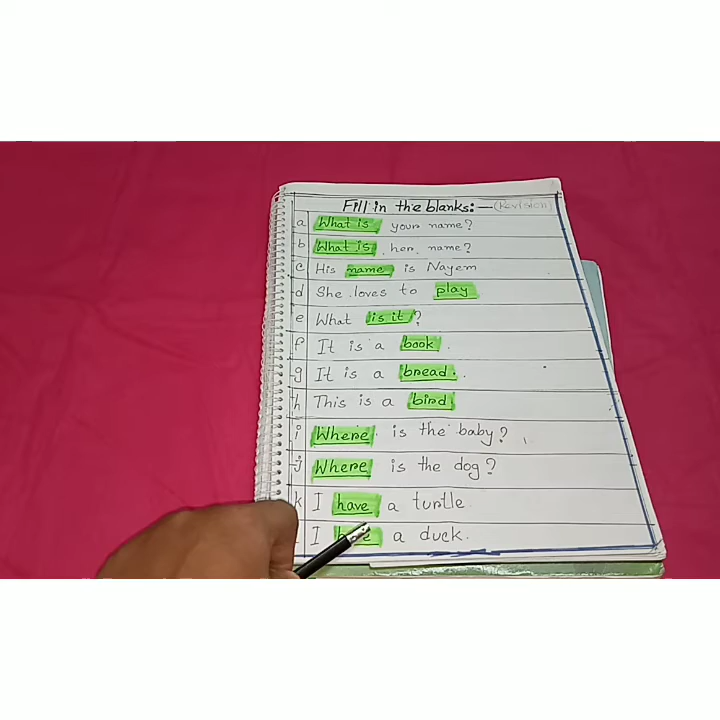 Fill in the blanks:— (Revision)
a What is your name?
b What is her name?
c His name is Nayem
d She loves to play
e What is it?
f It is a book.
g It is a bread.
h This is a bird
i Where is the baby?
j Where is the dog?
k I have a turtle
I a duck.